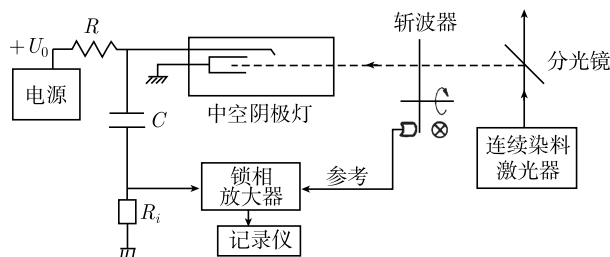 R
+U₀
电源
C
Rᵢ
中空阴极灯
斩波器
分光镜
连续染料
激光器
参考
锁相
放大器
记录仪